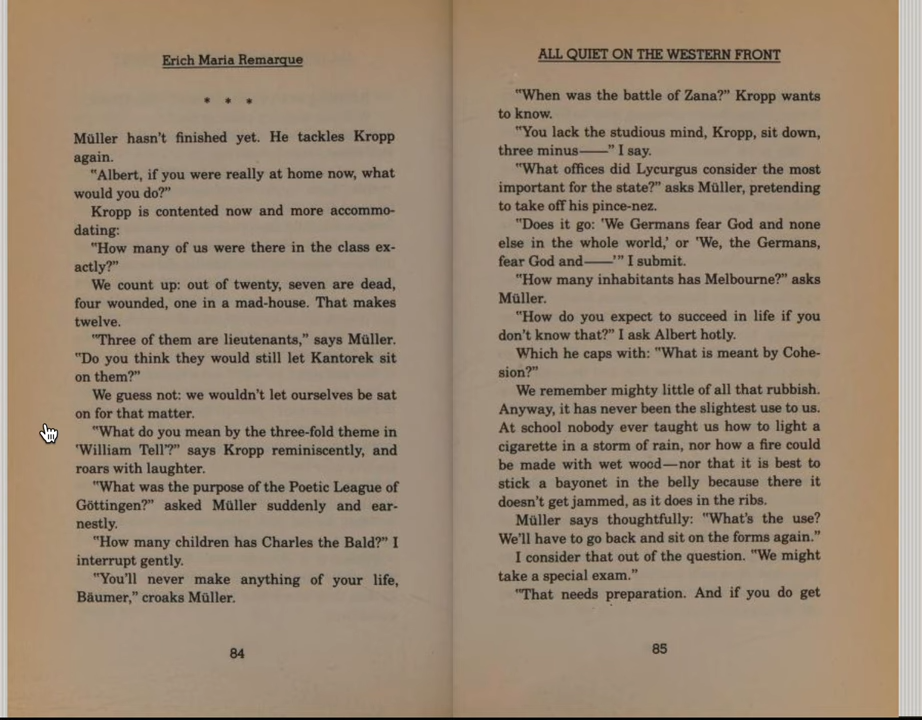 Erich Maria Remarque
* * *
Müller hasn't finished yet. He tackles Kropp
again.
"Albert, if you were really at home now, what
would you do?"
Kropp is contented now and more accommo-
dating:
"How many of us were there in the class ex-
actly?"
We count up: out of twenty, seven are dead,
four wounded, one in a mad-house. That makes
twelve.
"Three of them are lieutenants," says Müller.
"Do you think they would still let Kantorek sit
on them?"
We guess not: we wouldn't let ourselves be sat
on for that matter.
"What do you mean by the three-fold theme in
'William Tell'?" says Kropp reminiscently, and
roars with laughter.
"What was the purpose of the Poetic League of
Göttingen?" asked Müller suddenly and ear-
nestly.
"How many children has Charles the Bald?" I
interrupt gently.
"You'll never make anything of your life,
Bäumer," croaks Müller.
84
ALL QUIET ON THE WESTERN FRONT
"When was the battle of Zana?" Kropp wants
to know.
"You lack the studious mind, Kropp, sit down,
three minus——" I say.
"What offices did Lycurgus consider the most
important for the state?" asks Müller, pretending
to take off his pince-nez.
"Does it go: 'We Germans fear God and none
else in the whole world,' or 'We, the Germans,
fear God and——'" I submit.
"How many inhabitants has Melbourne?" asks
Müller.
"How do you expect to succeed in life if you
don't know that?" I ask Albert hotly.
Which he caps with: "What is meant by Cohe-
sion?"
We remember mighty little of all that rubbish.
Anyway, it has never been the slightest use to us.
At school nobody ever taught us how to light a
cigarette in a storm of rain, nor how a fire could
be made with wet wood—nor that it is best to
stick a bayonet in the belly because there it
doesn't get jammed, as it does in the ribs.
Müller says thoughtfully: "What's the use?
We'll have to go back and sit on the forms again."
I consider that out of the question. "We might
take a special exam."
"That needs preparation. And if you do get
85